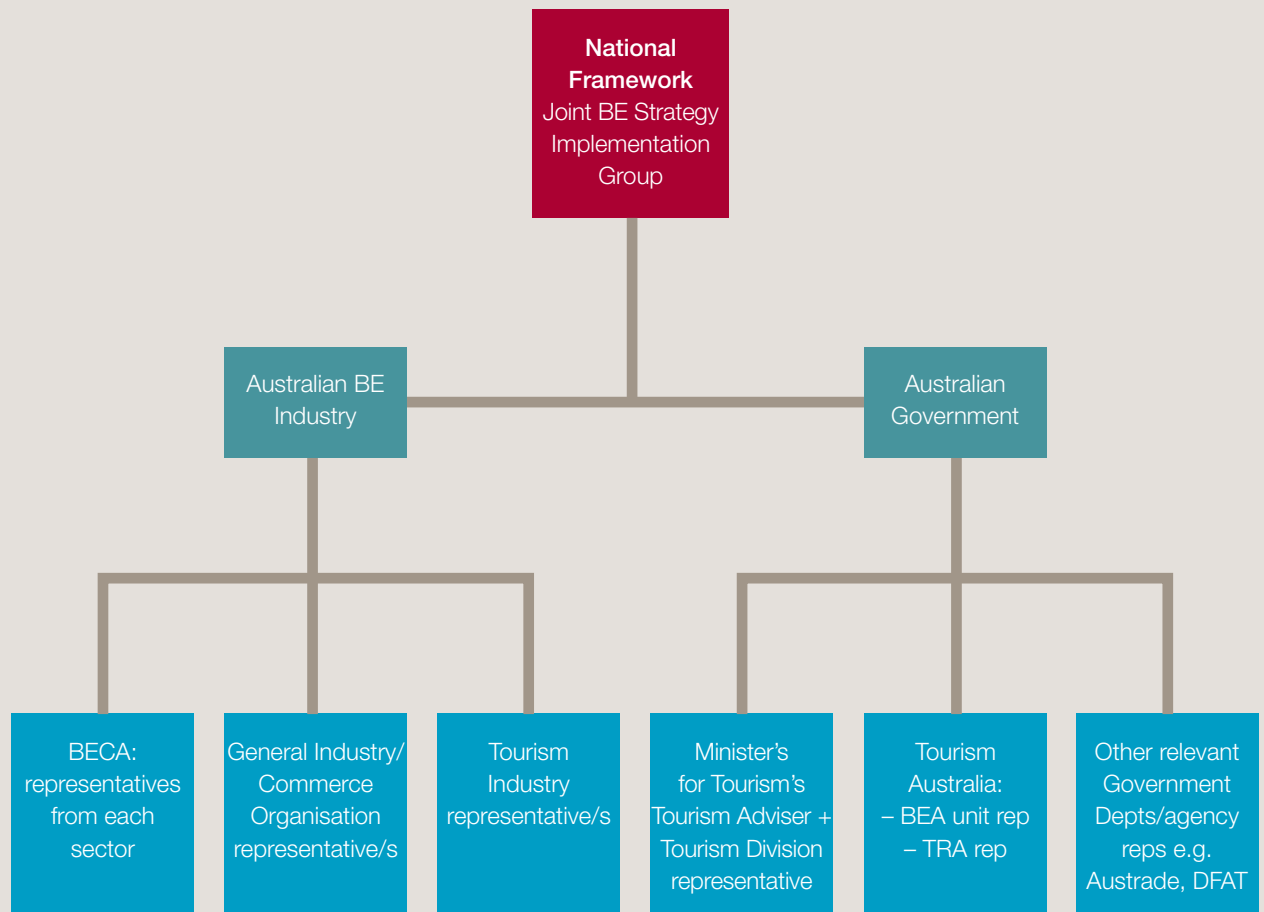 National
Framework
Joint BE Strategy
Implementation
Group
Australian BE
Industry
Australian
Government
BECA:
representatives
from each
sector
General Industry/
Commerce
Organisation
representative/s
Tourism
Industry
representative/s
Minister’s
for Tourism’s
Tourism Adviser +
Tourism Division
representative
Tourism
Australia:
– BEA unit rep
– TRA rep
Other relevant
Government
Depts/agency
reps e.g.
Austrade, DFAT